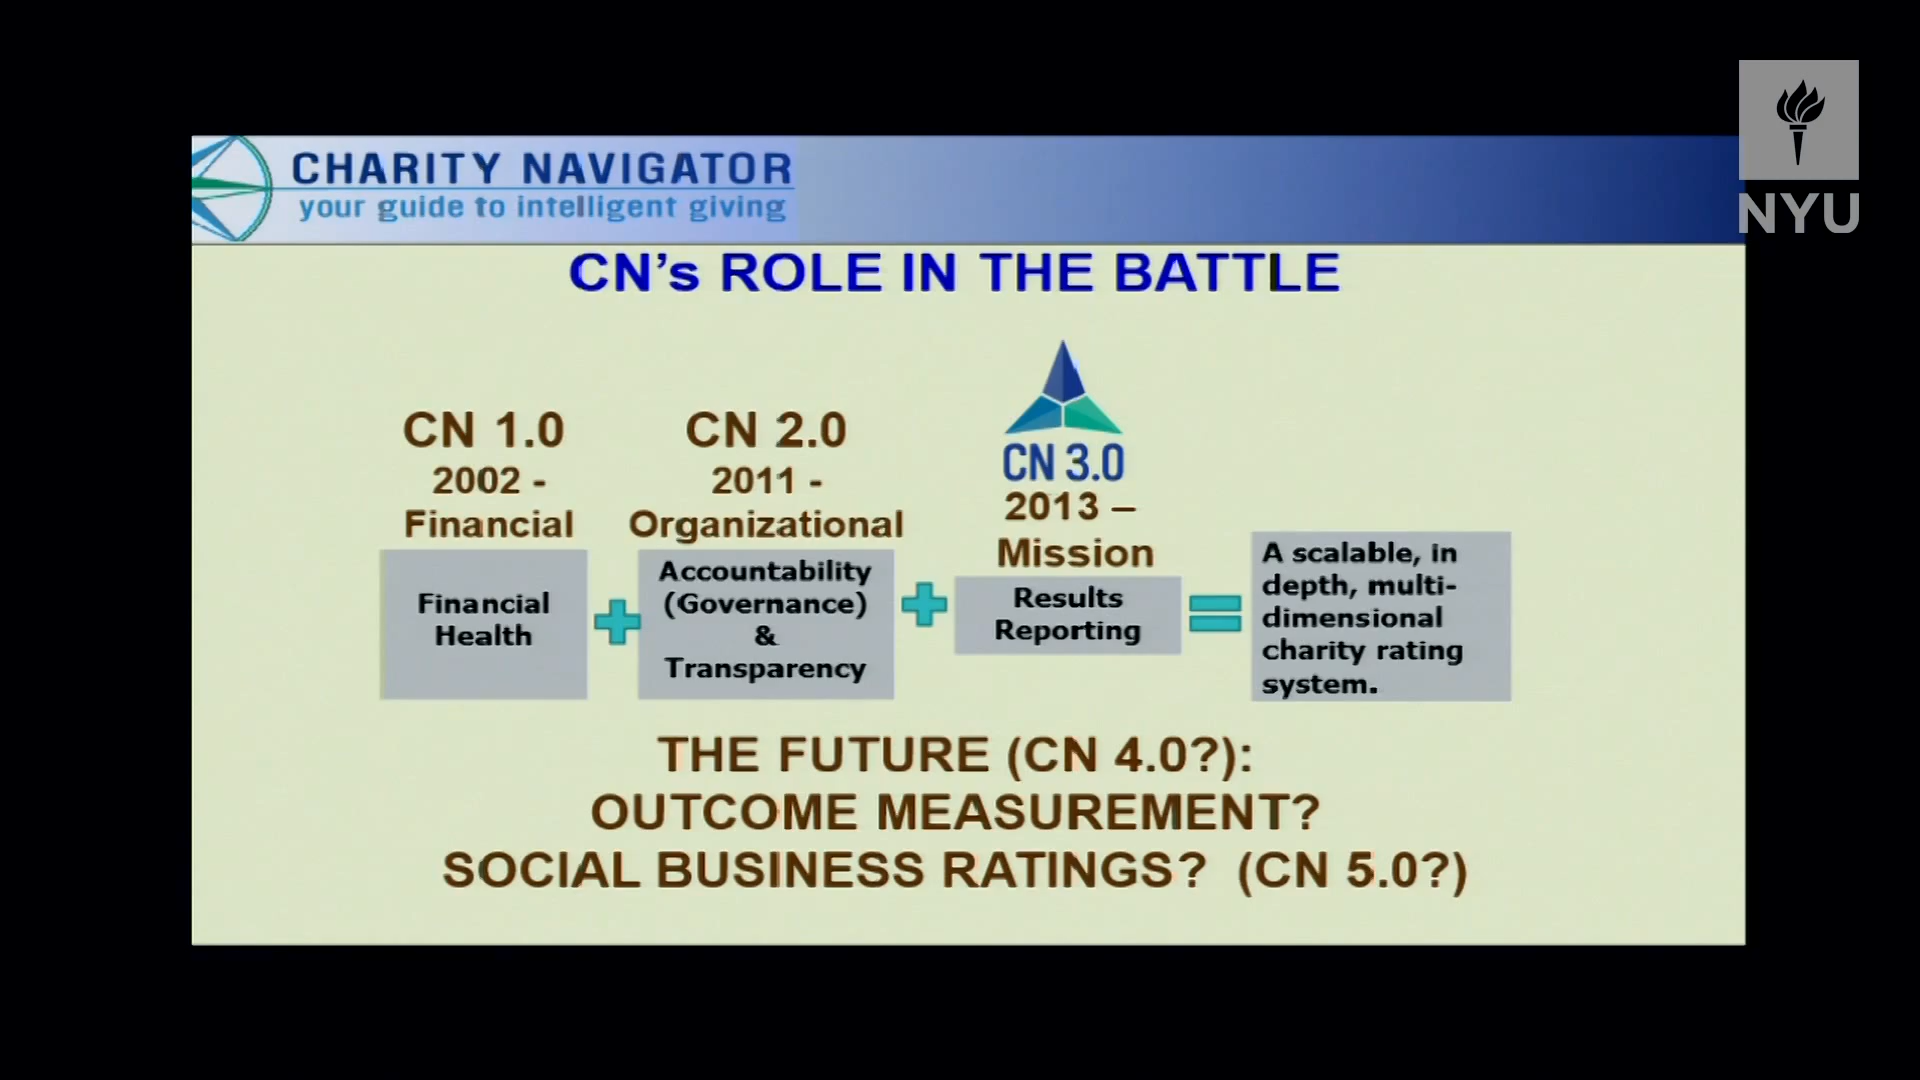 NYU
CHARITY NAVIGATOR
your guide to intelligent giving
CN's ROLE IN THE BATTLE
CN 1.0
2002 -
Financial
Financial
Health
CN 2.0
2011 -
Organizational
Accountability
(Governance)
&
Transparency
CN 3.0
2013 –
Mission
Results
Reporting
A scalable, in
depth, multi-
dimensional
charity rating
system.
THE FUTURE (CN 4.0?):
OUTCOME MEASUREMENT?
SOCIAL BUSINESS RATINGS? (CN 5.0?)